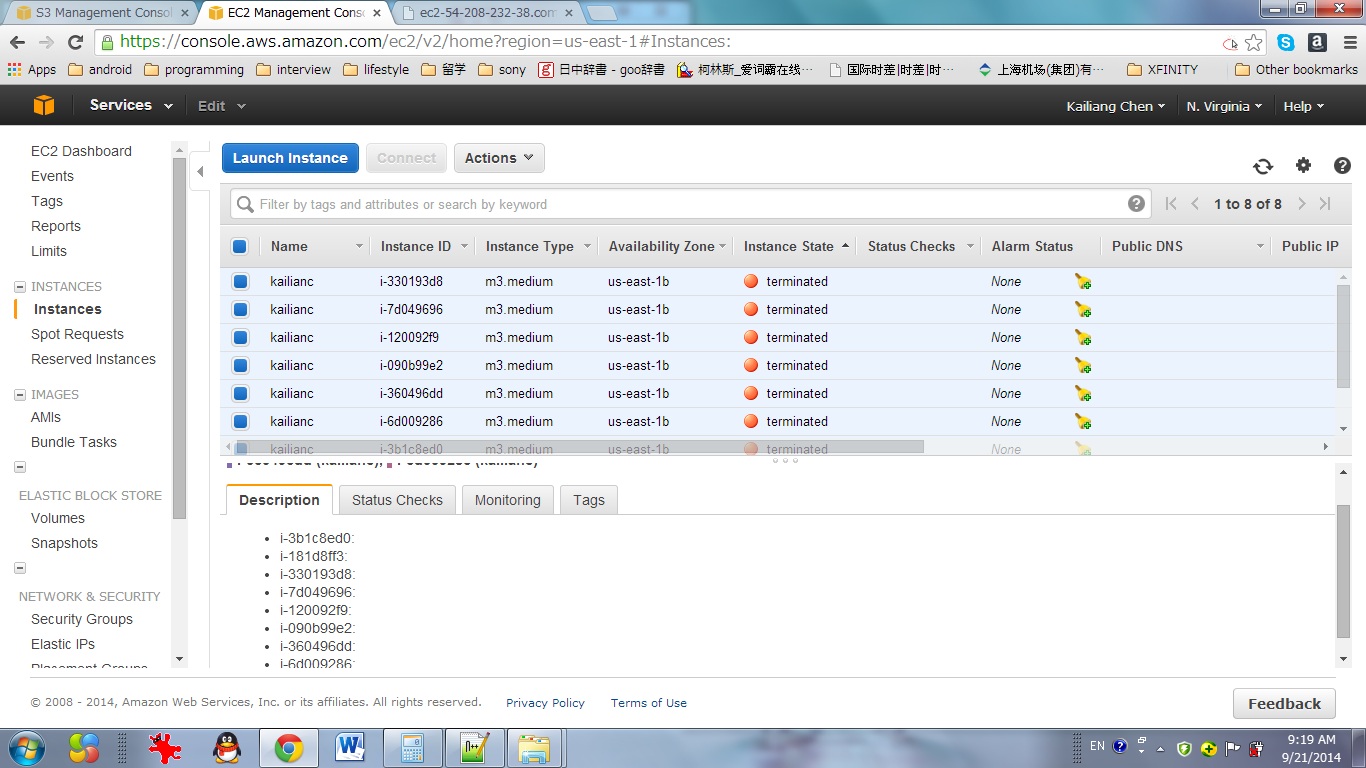 S3 Management Consol
EC2 Management Conso
ec2-54-208-232-38.com
https://console.aws.amazon.com/ec2/v2/home?region=us-east-1#Instances:
Apps android programming interview lifestyle 留学 sony 日中辞書 - goo辞書 柯林斯_爱词霸在线… 国际时差|时差|时… 上海机场(集团)有… XFINITY Other bookmarks
Services Edit Kailiang Chen N. Virginia Help
EC2 Dashboard
Events
Tags
Reports
Limits
INSTANCES
Instances
Spot Requests
Reserved Instances
IMAGES
AMIs
Bundle Tasks
ELASTIC BLOCK STORE
Volumes
Snapshots
NETWORK & SECURITY
Security Groups
Elastic IPs
Placement Groups
Launch Instance Connect Actions
Filter by tags and attributes or search by keyword
1 to 8 of 8
Name Instance ID Instance Type Availability Zone Instance State Status Checks Alarm Status Public DNS Public IP
kailianc i-330193d8 m3.medium us-east-1b terminated None
kailianc i-7d049696 m3.medium us-east-1b terminated None
kailianc i-120092f9 m3.medium us-east-1b terminated None
kailianc i-090b99e2 m3.medium us-east-1b terminated None
kailianc i-360496dd m3.medium us-east-1b terminated None
kailianc i-6d009286 m3.medium us-east-1b terminated None
kailianc i-3b1c8ed0 m3.medium us-east-1b terminated None
i-360496dd (kailianc), i-6d009286 (kailianc)
Description Status Checks Monitoring Tags
• i-3b1c8ed0:
• i-181d8ff3:
• i-330193d8:
• i-7d049696:
• i-120092f9:
• i-090b99e2:
• i-360496dd:
• i-6d009286:
© 2008 - 2014, Amazon Web Services, Inc. or its affiliates. All rights reserved. Privacy Policy Terms of Use
Feedback
EN
9:19 AM
9/21/2014